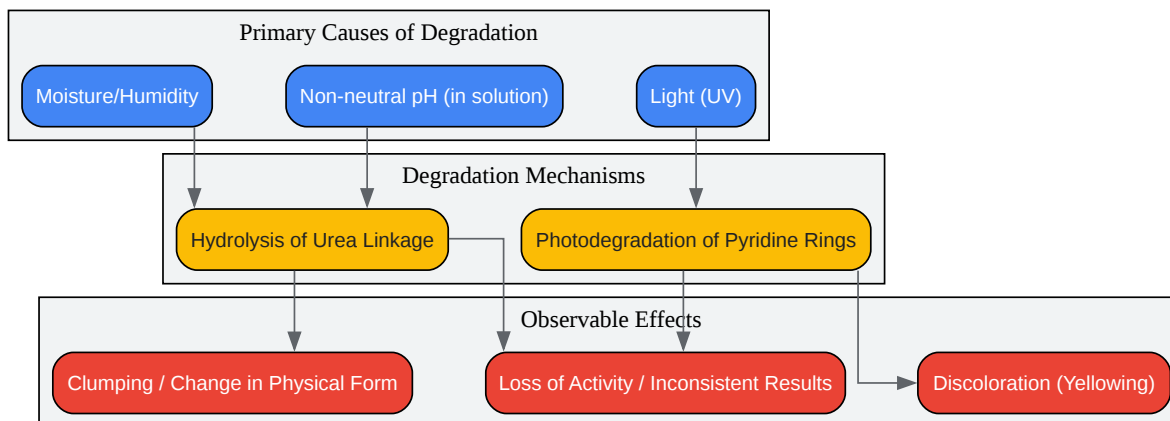 Primary Causes of Degradation
Moisture/Humidity
Non-neutral pH (in solution)
Light (UV)
Degradation Mechanisms
Hydrolysis of Urea Linkage
Photodegradation of Pyridine Rings
Observable Effects
Clumping / Change in Physical Form
Loss of Activity / Inconsistent Results
Discoloration (Yellowing)